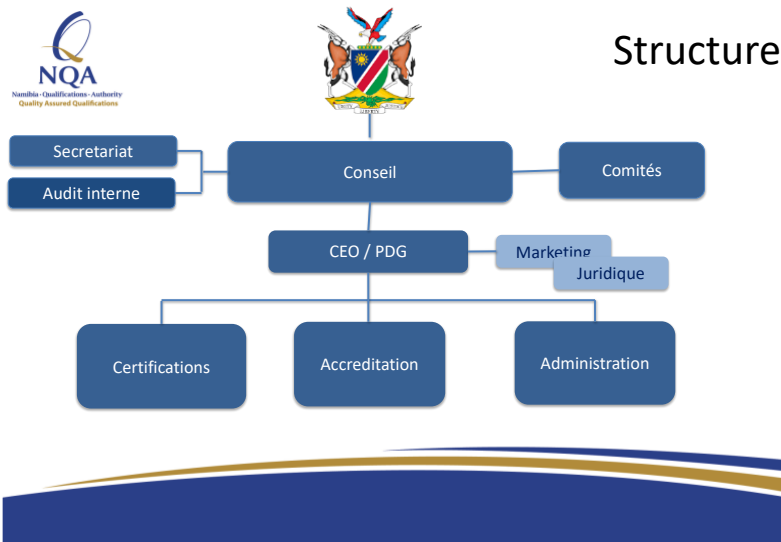 Structure
NQA
Namibia - Qualifications - Authority
Quality Assured Qualifications
LIBERTY
Secretariat
Audit interne
Conseil
Comités
CEO / PDG
Marketing
Juridique
Certifications
Accreditation
Administration